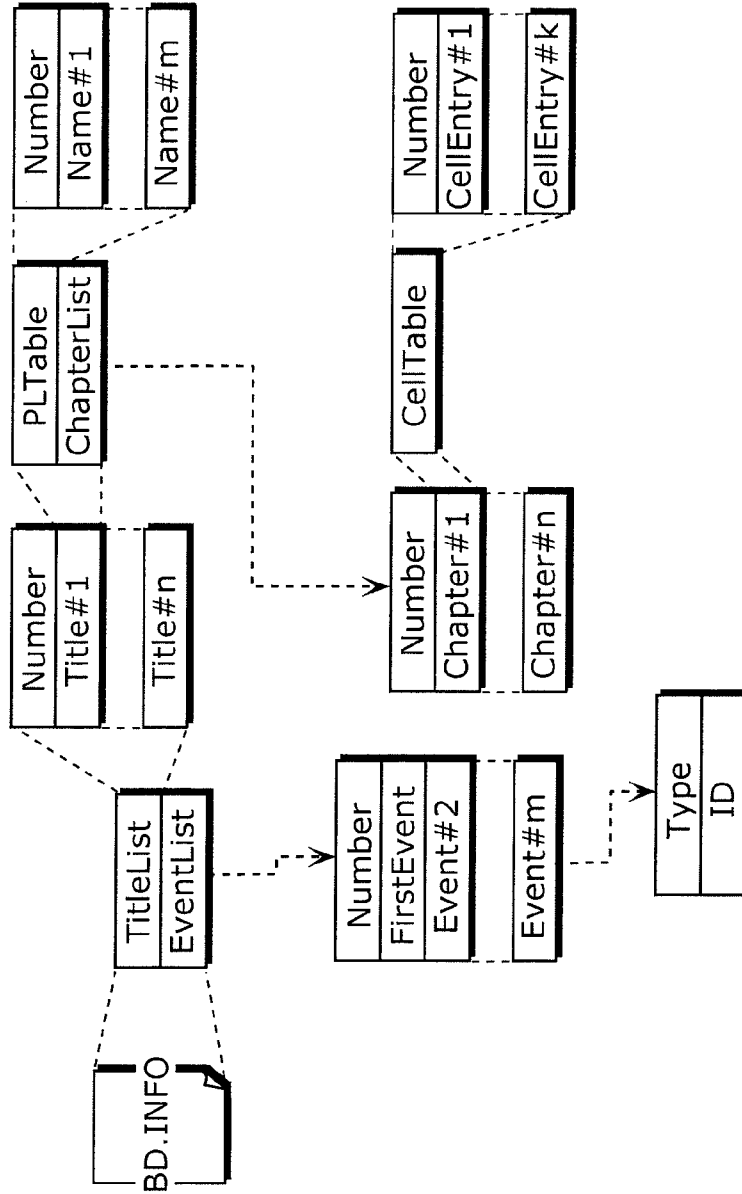 BD.INFO
TitleList
EventList
Number
Title#1
Title#n
PLTable
ChapterList
Number
Name#1
Name#m
Number
FirstEvent
Event#2
Event#m
Type
ID
Number
Chapter#1
Chapter#n
CellTable
Number
CellEntry#1
CellEntry#k